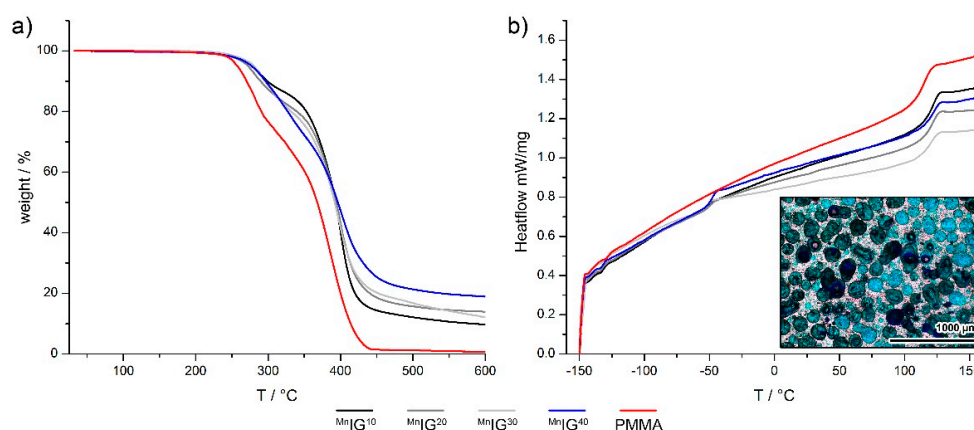 a)
100
80
60
40
20
0
weight / %
100
200
300
400
500
600
T / °C
b)
1.6
1.4
1.2
1.0
0.8
0.6
0.4
0.2
0.0
Heatflow mW/mg
-150
-100
-50
0
50
100
150
T / °C
1000 µm
MnIG10
MnIG20
MnIG30
MnIG40
PMMA